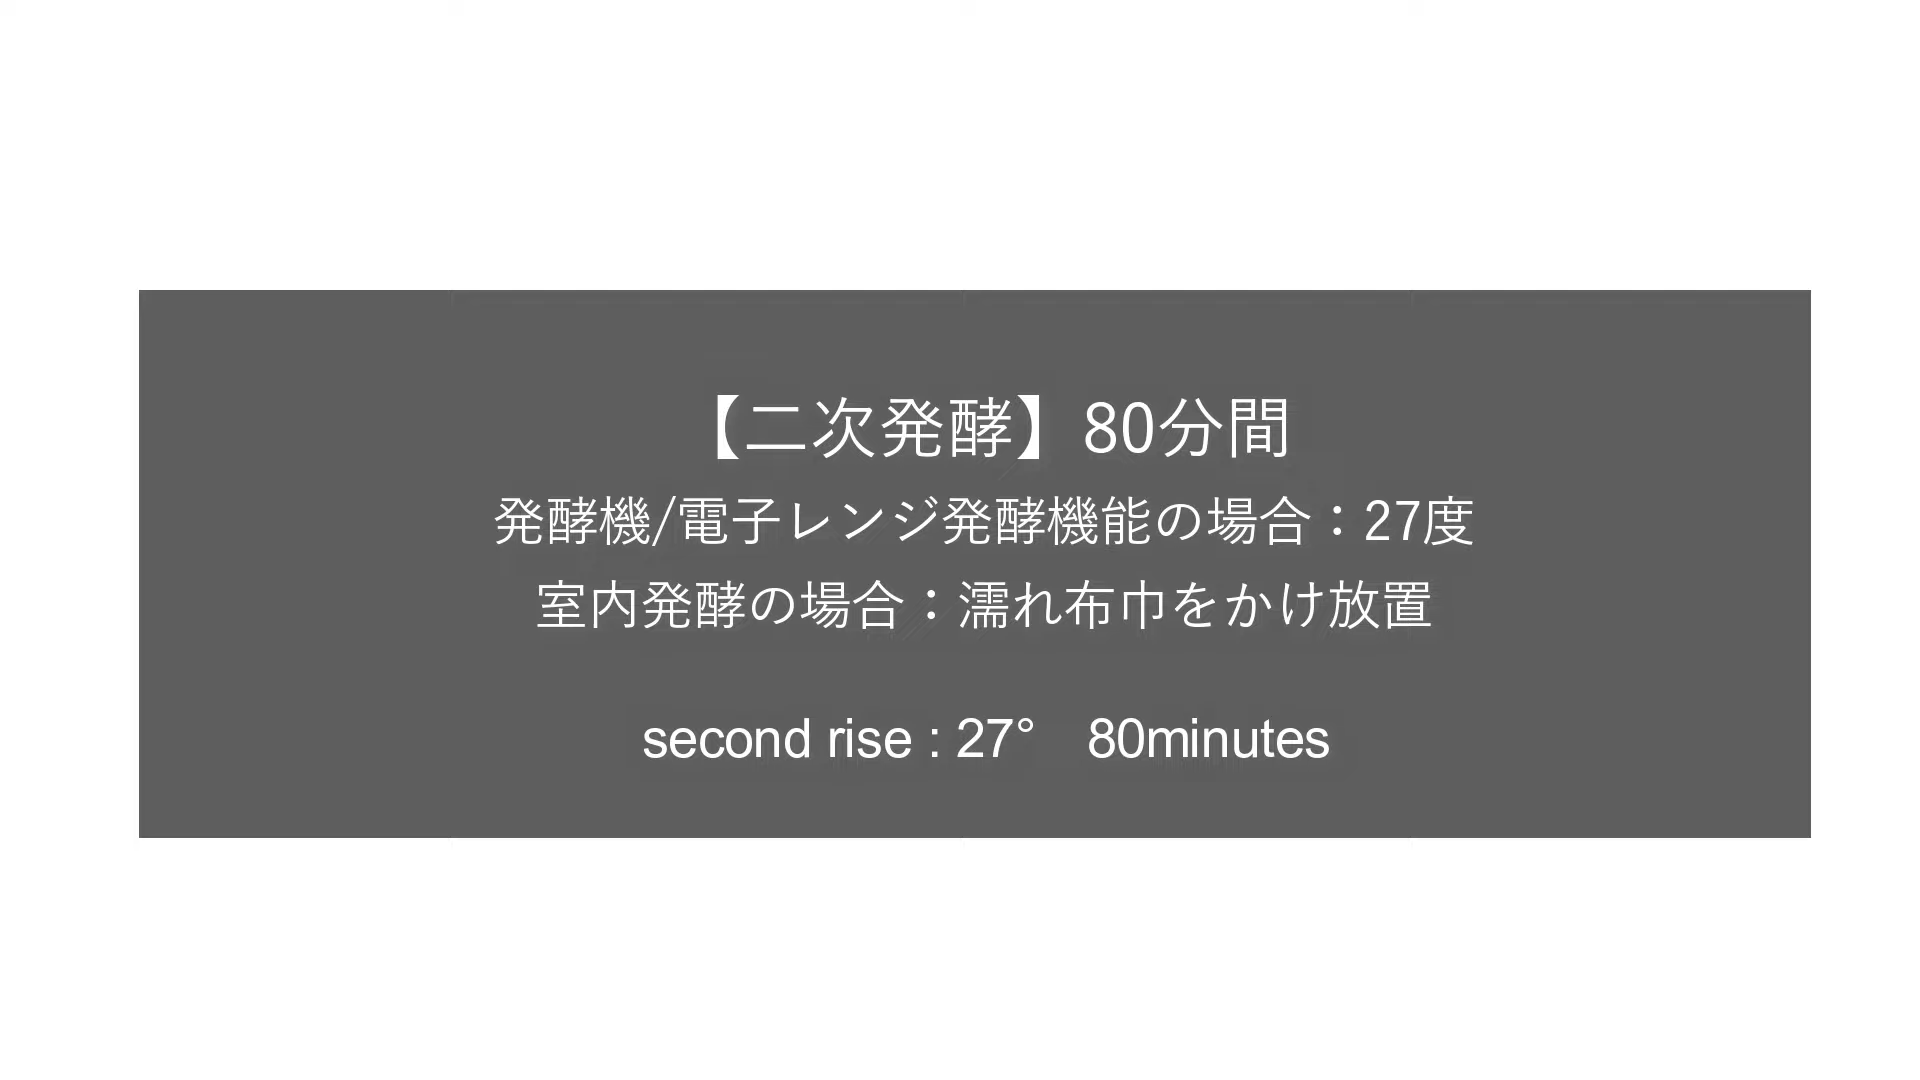 【二次発酵】80分間
発酵機/電子レンジ発酵機能の場合：27度
室内発酵の場合：濡れ布巾をかけ放置
second rise : 27°　80minutes